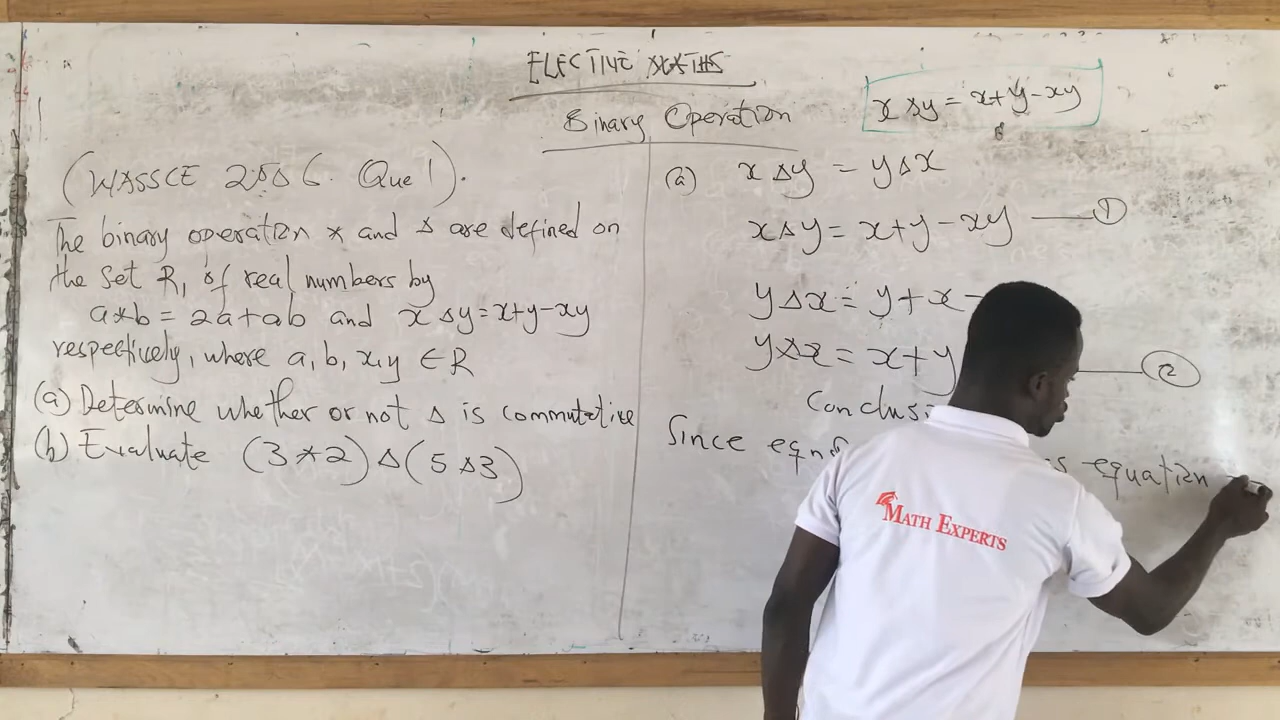 ELECTIVE MATHS
Binary Operation
x Δ y = x + y - xy
(WASSCE 2006. Que 1).
The binary operation * and Δ are defined on
the set R, of real numbers by
a * b = 2a + ab and x Δ y = x + y - xy
respectively, where a, b, x, y ∈ R
(a) Determine whether or not Δ is commutative
(b) Evaluate (3 * 2) Δ (5 Δ 3)
(a) x Δ y = y Δ x
x Δ y = x + y - xy —— ①
y Δ x = y + x -
y Δ x = x + y —— ②
Since eqn equation
MATH EXPERTS